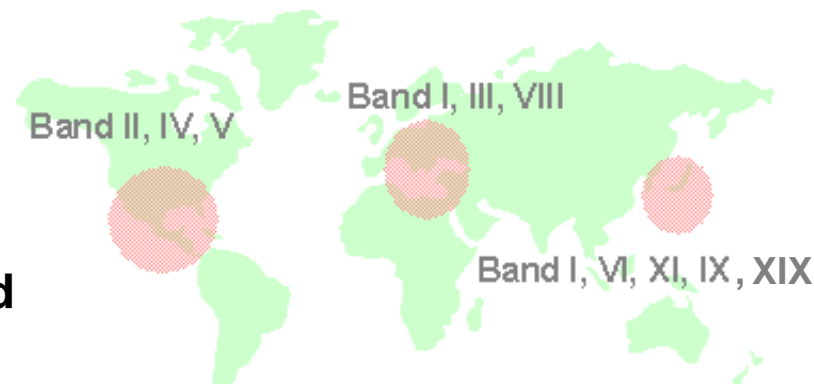 Band I, III, VIII
Band II, IV, V
Band I, VI, XI, IX, XIX
d